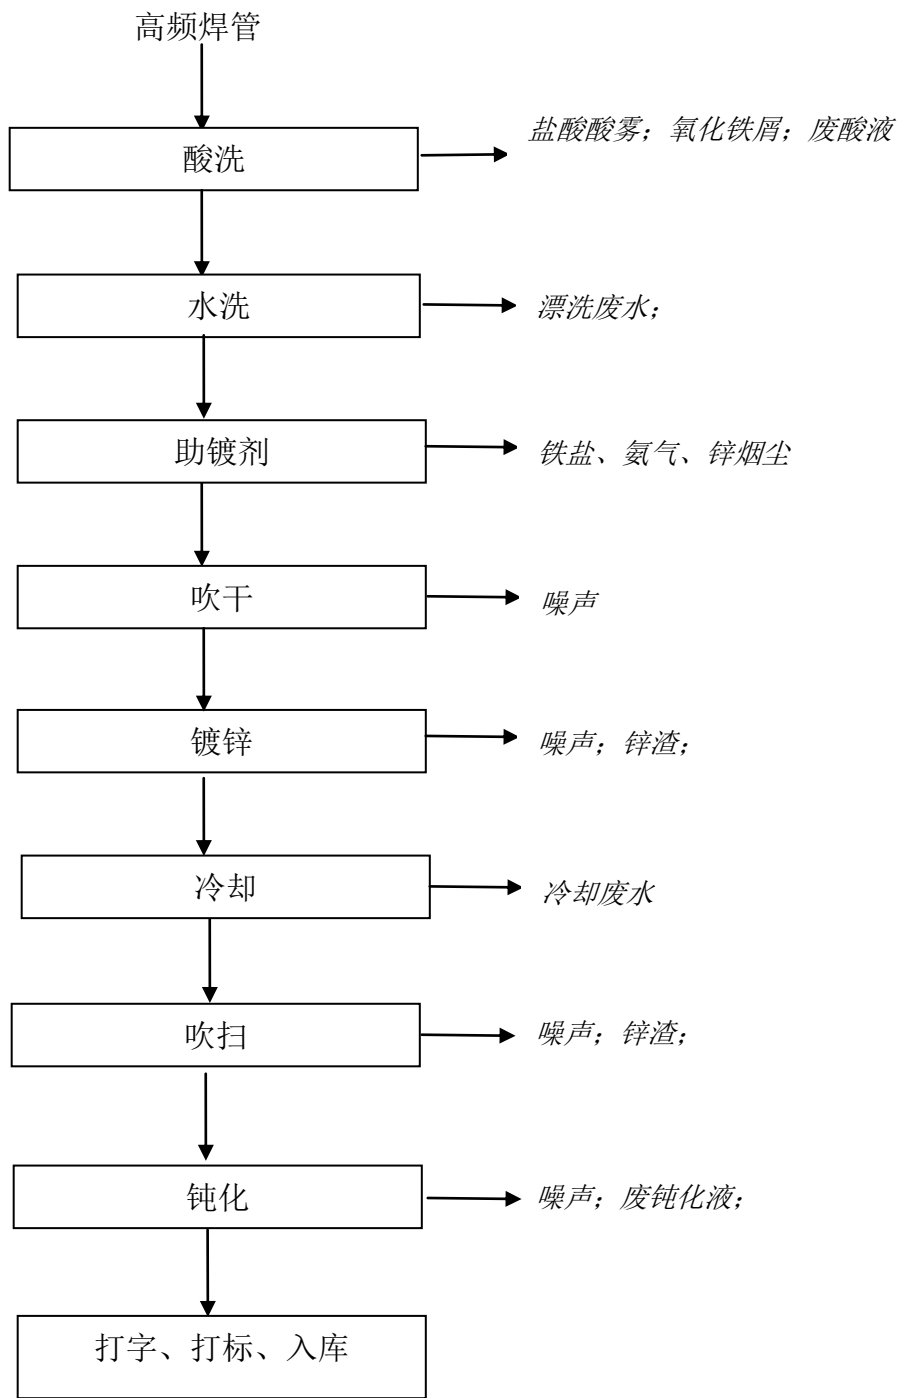 高频焊管
酸洗
盐酸酸雾；氧化铁屑；废酸液
水洗
漂洗废水；
助镀剂
铁盐、氨气、锌烟尘
吹干
噪声
镀锌
噪声；锌渣；
冷却
冷却废水
吹扫
噪声；锌渣；
钝化
噪声；废钝化液；
打字、打标、入库